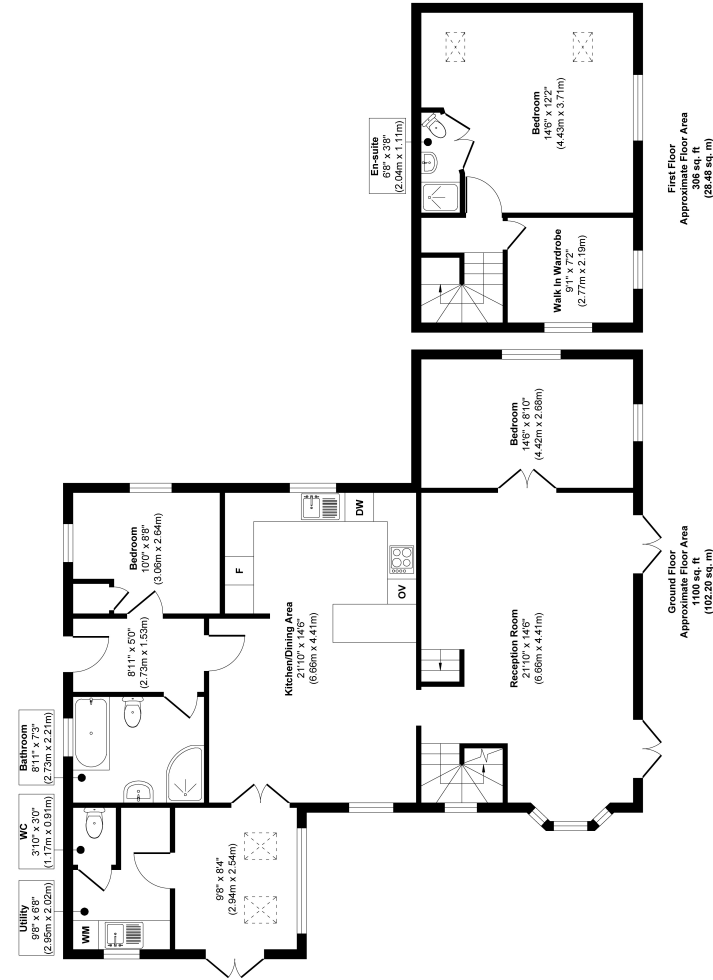 En-suite
6'8" x 3'8"
(2.04m x 1.11m)
Bedroom
14'6" x 12'2"
(4.43m x 3.71m)
Walk In Wardrobe
9'1" x 7'2"
(2.77m x 2.19m)
First Floor
Approximate Floor Area
306 sq. ft
(28.48 sq. m)
Bedroom
14'6" x 8'10"
(4.42m x 2.68m)
Bedroom
10'0" x 8'8"
(3.06m x 2.64m)
F
DW
OV
8'11" x 5'0"
(2.73m x 1.53m)
Kitchen/Dining Area
21'10" x 14'6"
(6.66m x 4.41m)
Reception Room
21'10" x 14'6"
(6.66m x 4.41m)
Ground Floor
Approximate Floor Area
1100 sq. ft
(102.20 sq. m)
Bathroom
8'11" x 7'3"
(2.73m x 2.21m)
WC
3'10" x 3'0"
(1.17m x 0.91m)
Utility
9'8" x 6'8"
(2.95m x 2.02m)
WM
9'8" x 8'4"
(2.94m x 2.54m)